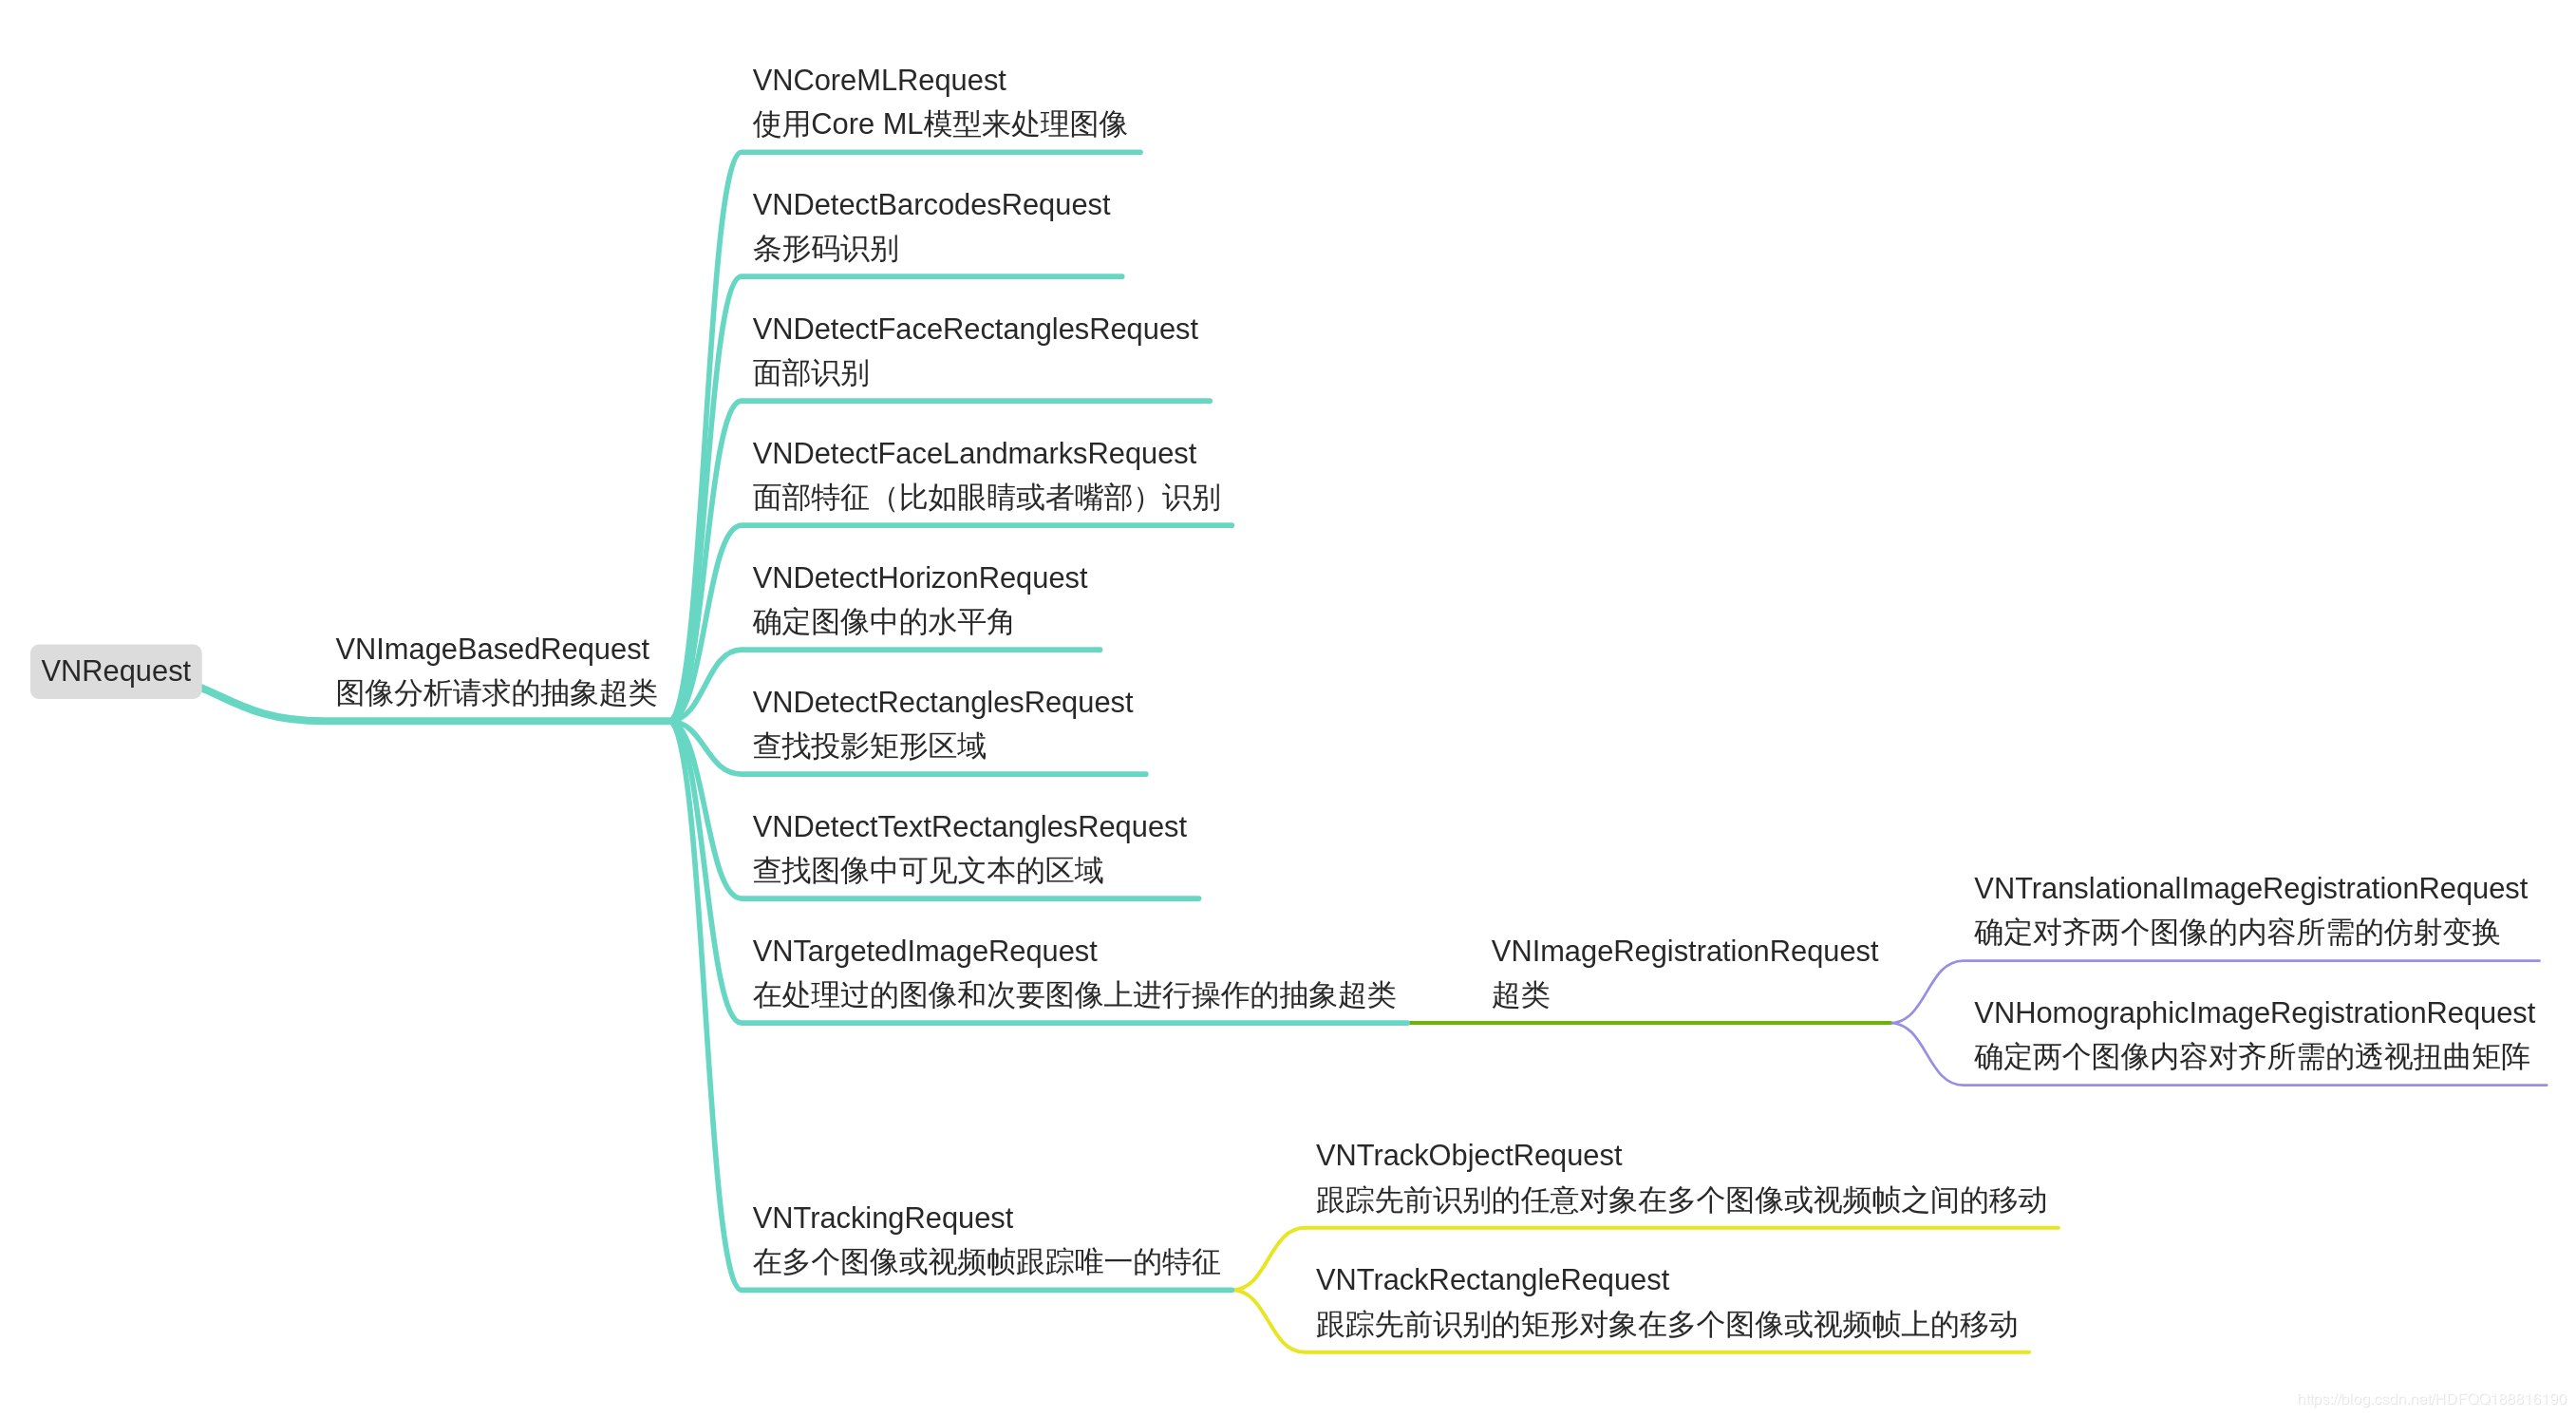 VNRequest
VNImageBasedRequest
图像分析请求的抽象超类
VNCoreMLRequest
使用Core ML模型来处理图像
VNDetectBarcodesRequest
条形码识别
VNDetectFaceRectanglesRequest
面部识别
VNDetectFaceLandmarksRequest
面部特征（比如眼睛或者嘴部）识别
VNDetectHorizonRequest
确定图像中的水平角
VNDetectRectanglesRequest
查找投影矩形区域
VNDetectTextRectanglesRequest
查找图像中可见文本的区域
VNTargetedImageRequest
在处理过的图像和次要图像上进行操作的抽象超类
VNImageRegistrationRequest
超类
VNTranslationalImageRegistrationRequest
确定对齐两个图像的内容所需的仿射变换
VNHomographicImageRegistrationRequest
确定两个图像内容对齐所需的透视扭曲矩阵
VNTrackingRequest
在多个图像或视频帧跟踪唯一的特征
VNTrackObjectRequest
跟踪先前识别的任意对象在多个图像或视频帧之间的移动
VNTrackRectangleRequest
跟踪先前识别的矩形对象在多个图像或视频帧上的移动
https://blog.csdn.net/HDFQQ188816190